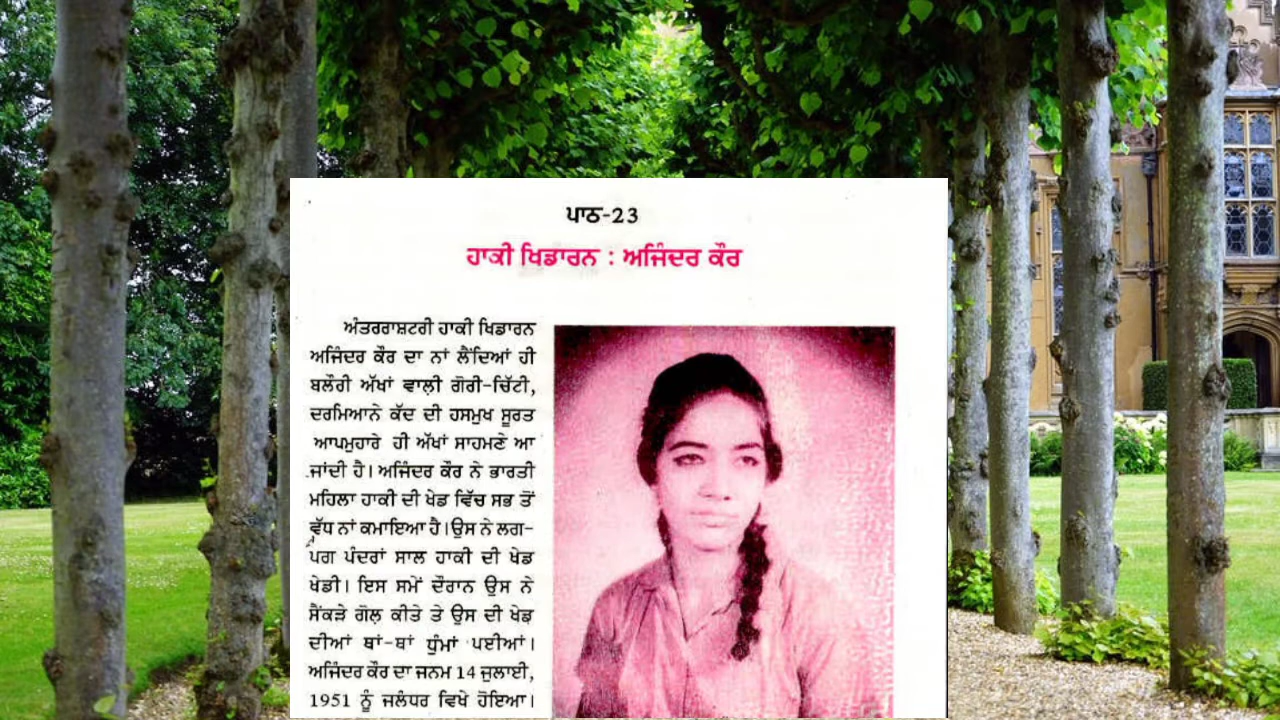 ਪਾਠ-23
ਹਾਕੀ ਖਿਡਾਰਨ : ਅਜਿੰਦਰ ਕੌਰ
ਅੰਤਰਰਾਸ਼ਟਰੀ ਹਾਕੀ ਖਿਡਾਰਨ
ਅਜਿੰਦਰ ਕੌਰ ਦਾ ਨਾਂ ਲੈਂਦਿਆਂ ਹੀ
ਬਲੌਰੀ ਅੱਖਾਂ ਵਾਲ਼ੀ ਗੋਰੀ-ਚਿੱਟੀ,
ਦਰਮਿਆਨੇ ਕੱਦ ਦੀ ਹਸਮੁਖ ਸੂਰਤ
ਆਪਮੁਹਾਰੇ ਹੀ ਅੱਖਾਂ ਸਾਹਮਣੇ ਆ
ਜਾਂਦੀ ਹੈ। ਅਜਿੰਦਰ ਕੌਰ ਨੇ ਭਾਰਤੀ
ਮਹਿਲਾ ਹਾਕੀ ਦੀ ਖੇਡ ਵਿੱਚ ਸਭ ਤੋਂ
ਵੱਧ ਨਾਂ ਕਮਾਇਆ ਹੈ। ਉਸ ਨੇ ਲਗ-
ਪਗ ਪੰਦਰਾਂ ਸਾਲ ਹਾਕੀ ਦੀ ਖੇਡ
ਖੇਡੀ। ਇਸ ਸਮੇਂ ਦੌਰਾਨ ਉਸ ਨੇ
ਸੈਂਕੜੇ ਗੋਲ਼ ਕੀਤੇ ਤੇ ਉਸ ਦੀ ਖੇਡ
ਦੀਆਂ ਥਾਂ-ਥਾਂ ਧੁੰਮਾਂ ਪਈਆਂ।
ਅਜਿੰਦਰ ਕੌਰ ਦਾ ਜਨਮ 14 ਜੁਲਾਈ,
1951 ਨੂੰ ਜਲੰਧਰ ਵਿਖੇ ਹੋਇਆ।